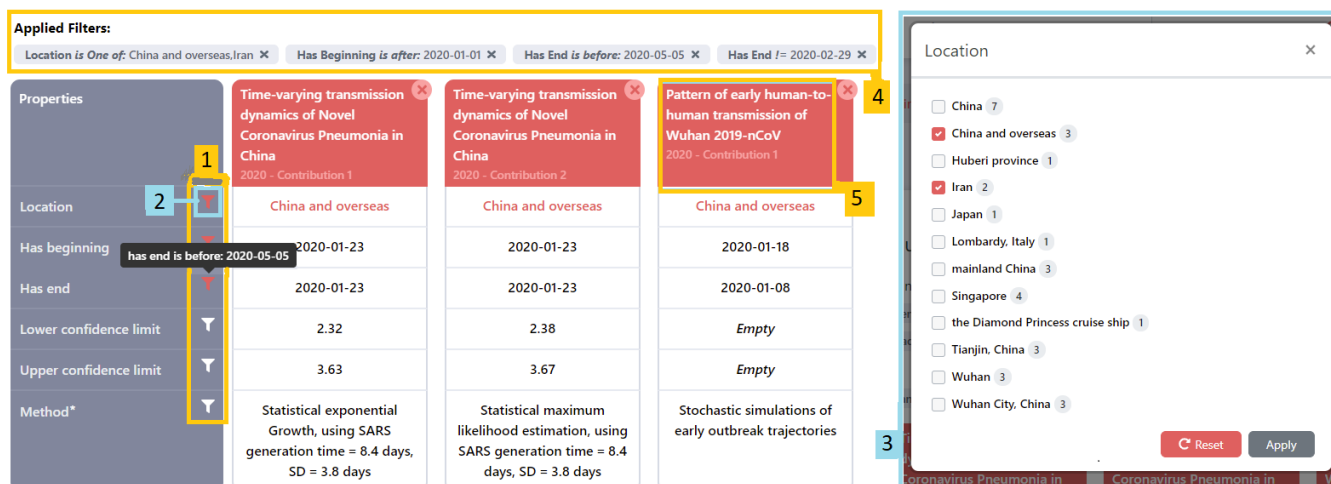 Applied Filters:
Location is One of: China and overseas,Iran ✕
Has Beginning is after: 2020-01-01 ✕
Has End is before: 2020-05-05 ✕
Has End != 2020-02-29 ✕
4
Properties
Time-varying transmission
dynamics of Novel
Coronavirus Pneumonia in
China
2020 - Contribution 1
Time-varying transmission
dynamics of Novel
Coronavirus Pneumonia in
China
2020 - Contribution 2
Pattern of early human-to-
human transmission of
Wuhan 2019-nCoV
2020 - Contribution 1
1
2
5
Location
China and overseas
China and overseas
China and overseas
Has beginning
2020-01-23
2020-01-23
2020-01-18
has end is before: 2020-05-05
Has end
2020-01-23
2020-01-23
2020-01-08
Lower confidence limit
2.32
2.38
Empty
Upper confidence limit
3.63
3.67
Empty
Method*
Statistical exponential
Growth, using SARS
generation time = 8.4 days,
SD = 3.8 days
Statistical maximum
likelihood estimation, using
SARS generation time = 8.4
days, SD = 3.8 days
Stochastic simulations of
early outbreak trajectories
3
Location ×
China 7
China and overseas 3
Huberi province 1
Iran 2
Japan 1
Lombardy, Italy 1
mainland China 3
Singapore 4
the Diamond Princess cruise ship 1
Tianjin, China 3
Wuhan 3
Wuhan City, China 3
Reset
Apply
Coronavirus Pneumonia in
Coronavirus Pneumonia in